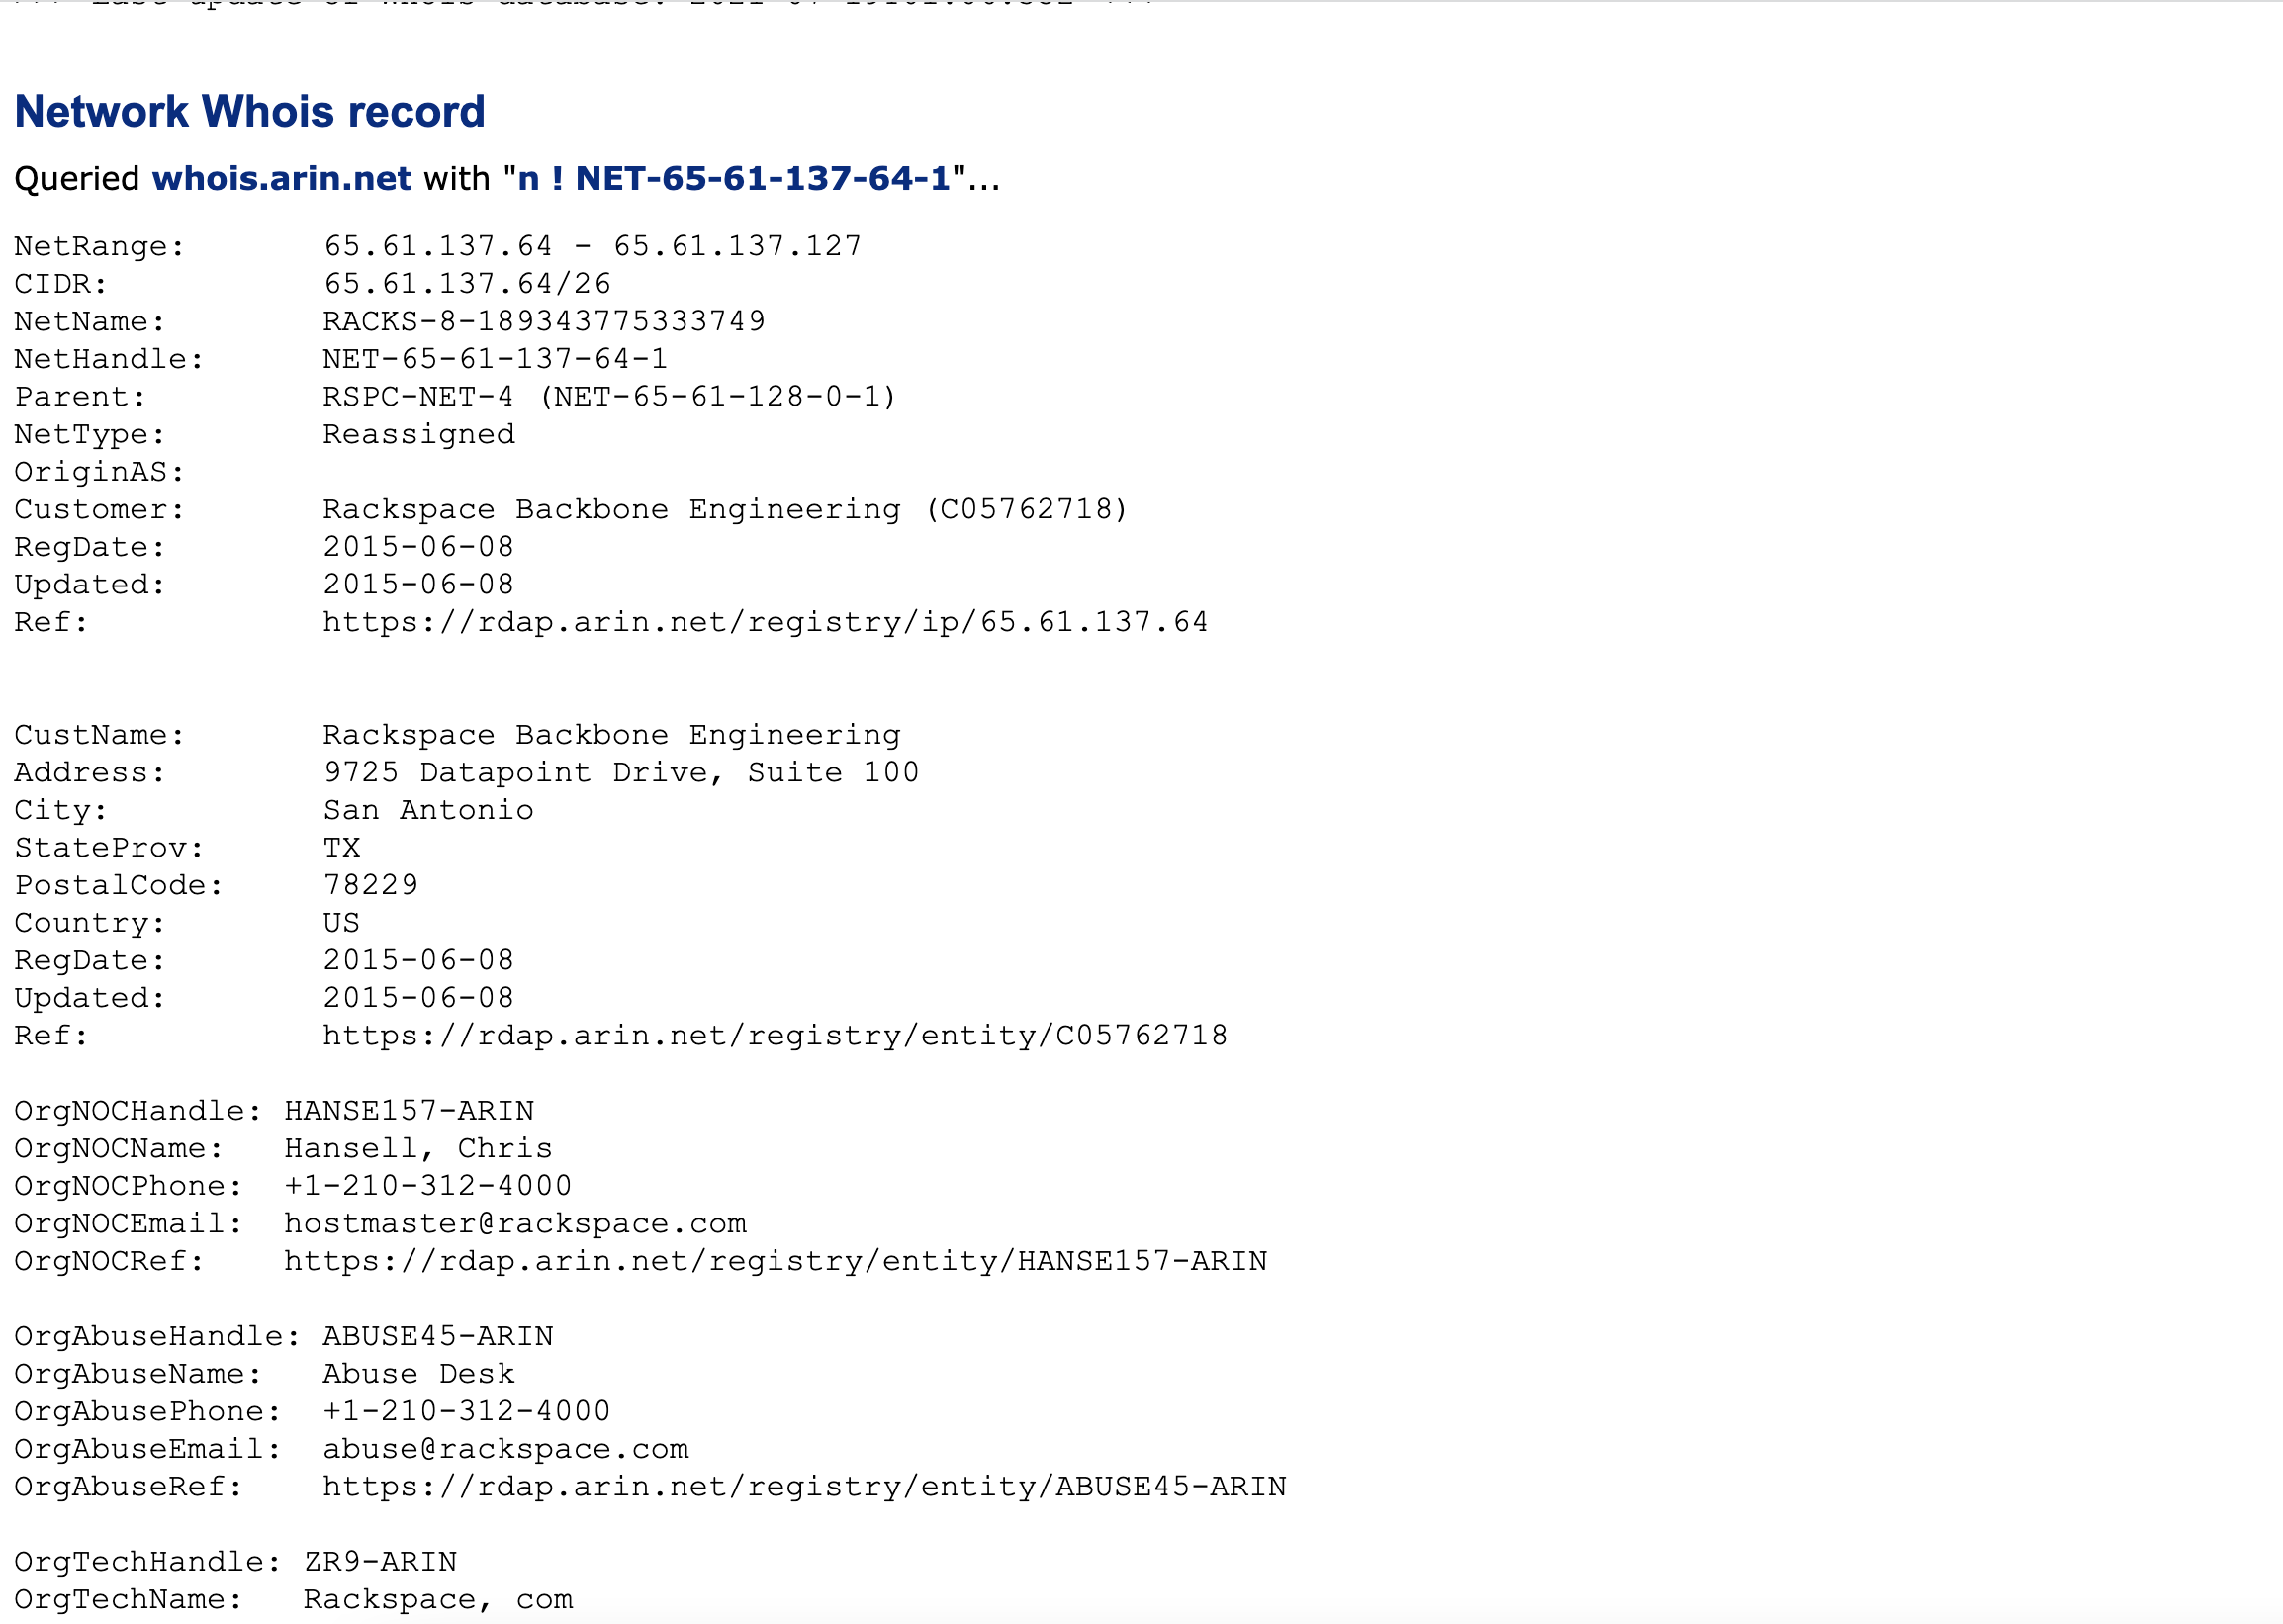 Network Whois record
Queried whois.arin.net with "n ! NET-65-61-137-64-1"...
NetRange: 65.61.137.64 - 65.61.137.127
CIDR: 65.61.137.64/26
NetName: RACKS-8-189343775333749
NetHandle: NET-65-61-137-64-1
Parent: RSPC-NET-4 (NET-65-61-128-0-1)
NetType: Reassigned
OriginAS:
Customer: Rackspace Backbone Engineering (C05762718)
RegDate: 2015-06-08
Updated: 2015-06-08
Ref: https://rdap.arin.net/registry/ip/65.61.137.64
CustName: Rackspace Backbone Engineering
Address: 9725 Datapoint Drive, Suite 100
City: San Antonio
StateProv: TX
PostalCode: 78229
Country: US
RegDate: 2015-06-08
Updated: 2015-06-08
Ref: https://rdap.arin.net/registry/entity/C05762718
OrgNOCHandle: HANSE157-ARIN
OrgNOCName: Hansell, Chris
OrgNOCPhone: +1-210-312-4000
OrgNOCEmail: hostmaster@rackspace.com
OrgNOCRef: https://rdap.arin.net/registry/entity/HANSE157-ARIN
OrgAbuseHandle: ABUSE45-ARIN
OrgAbuseName: Abuse Desk
OrgAbusePhone: +1-210-312-4000
OrgAbuseEmail: abuse@rackspace.com
OrgAbuseRef: https://rdap.arin.net/registry/entity/ABUSE45-ARIN
OrgTechHandle: ZR9-ARIN
OrgTechName: Rackspace, com